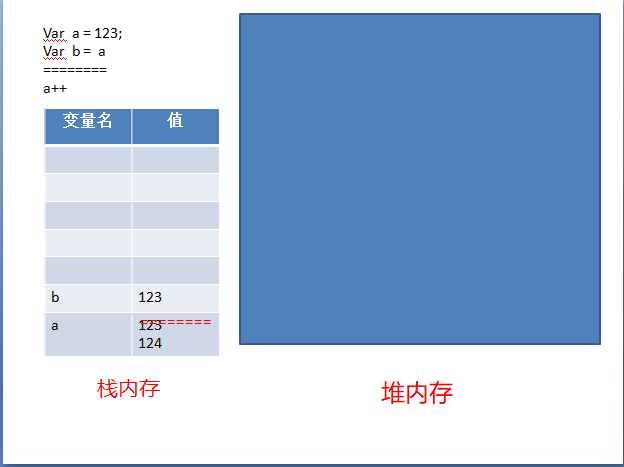 Var a = 123;
Var b = a
========
a++
变量名 值
b 123
a 123========
124
栈内存
堆内存